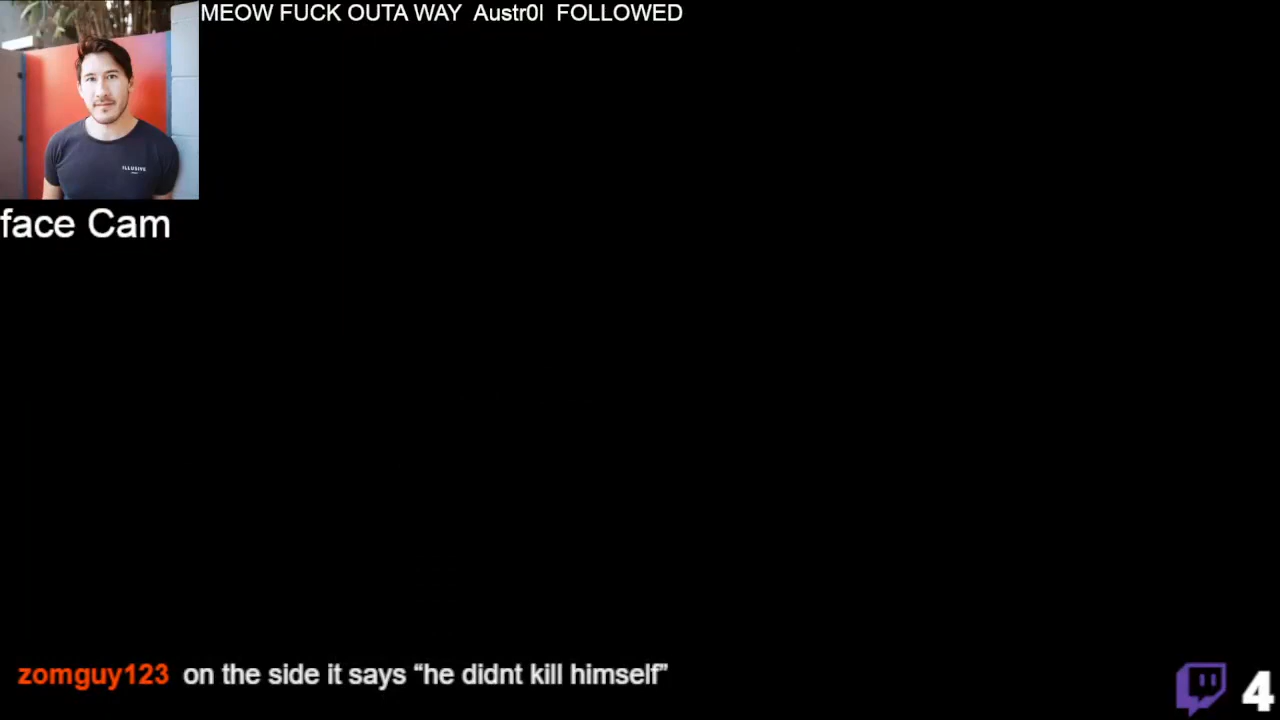 MEOW FUCK OUTA WAY Austr0l FOLLOWED
ILLUSIVE
face Cam
zomguy123 on the side it says “he didnt kill himself”
4